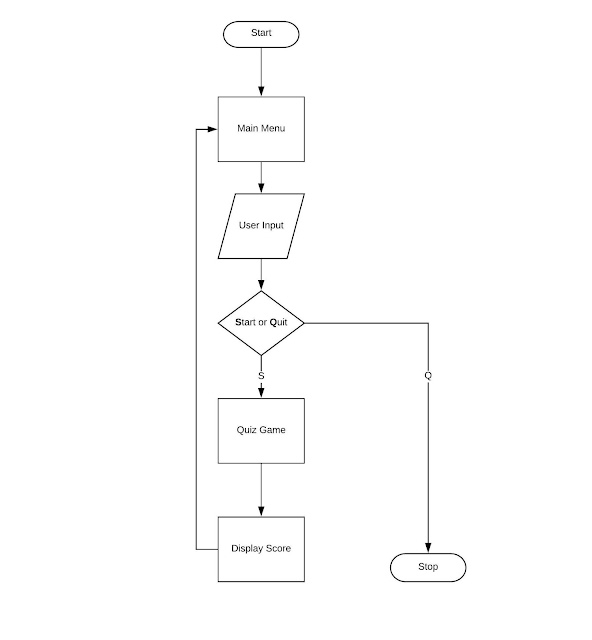 Start
Main Menu
User Input
Start or Quit
S
Q
Quiz Game
Display Score
Stop